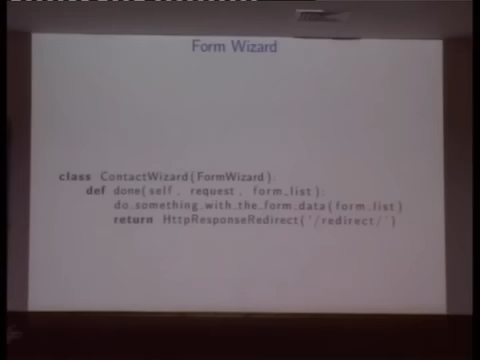 Form Wizard
class ContactWizard(FormWizard):
def done(self, request, form_list):
do_something_with_the_form_data(form_list)
return HttpResponseRedirect('/redirect/')